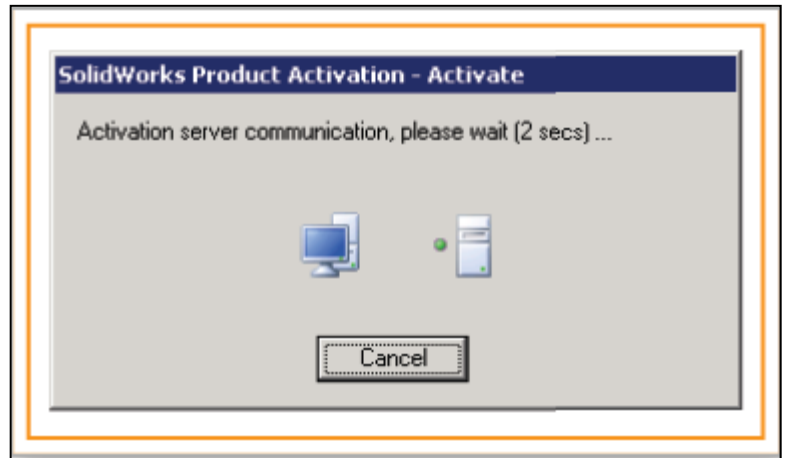 SolidWorks Product Activation - Activate
Activation server communication, please wait (2 secs) ...
Cancel